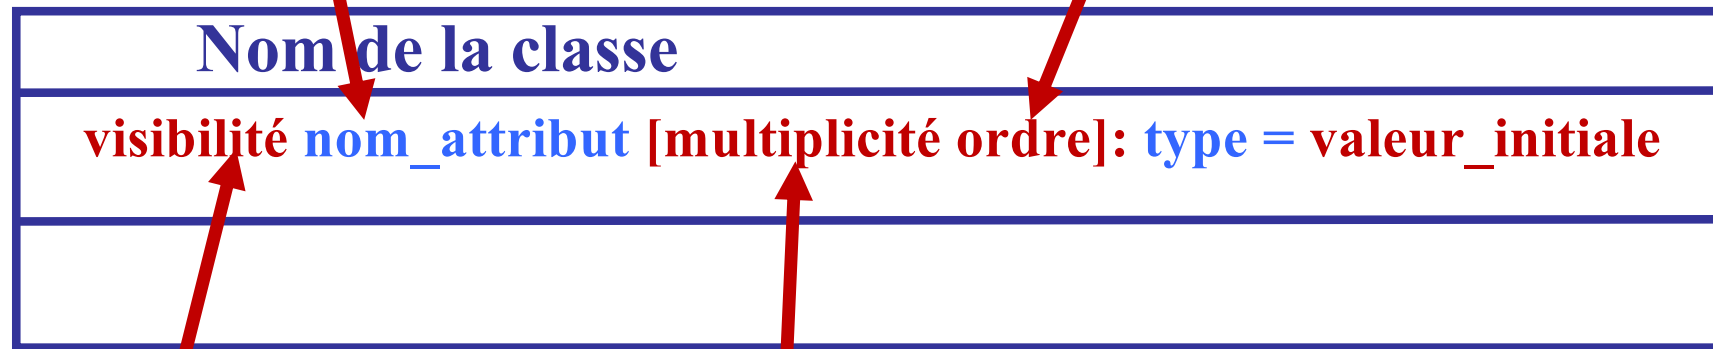 Nom de la classe
visibilité nom_attribut [multiplicité ordre]: type = valeur_initiale